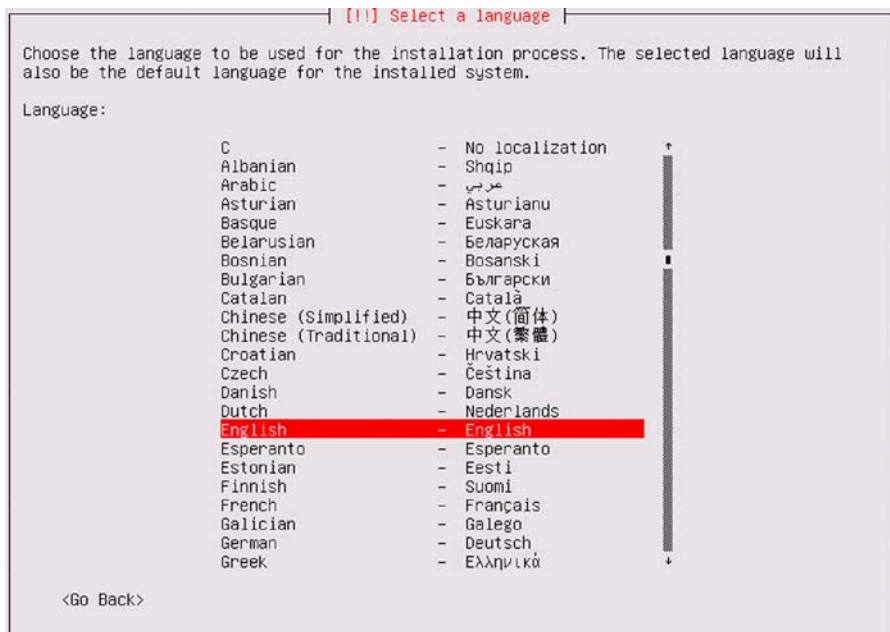 [!!] Select a language
Choose the language to be used for the installation process. The selected language will
also be the default language for the installed system.
Language:
C - No localization
Albanian - Shqip
Arabic - عربي
Asturian - Asturianu
Basque - Euskara
Belarusian - Беларуская
Bosnian - Bosanski
Bulgarian - Български
Catalan - Català
Chinese (Simplified) - 中文(简体)
Chinese (Traditional) - 中文(繁體)
Croatian - Hrvatski
Czech - Čeština
Danish - Dansk
Dutch - Nederlands
English - English
Esperanto - Esperanto
Estonian - Eesti
Finnish - Suomi
French - Français
Galician - Galego
German - Deutsch
Greek - Ελληνικά
<Go Back>